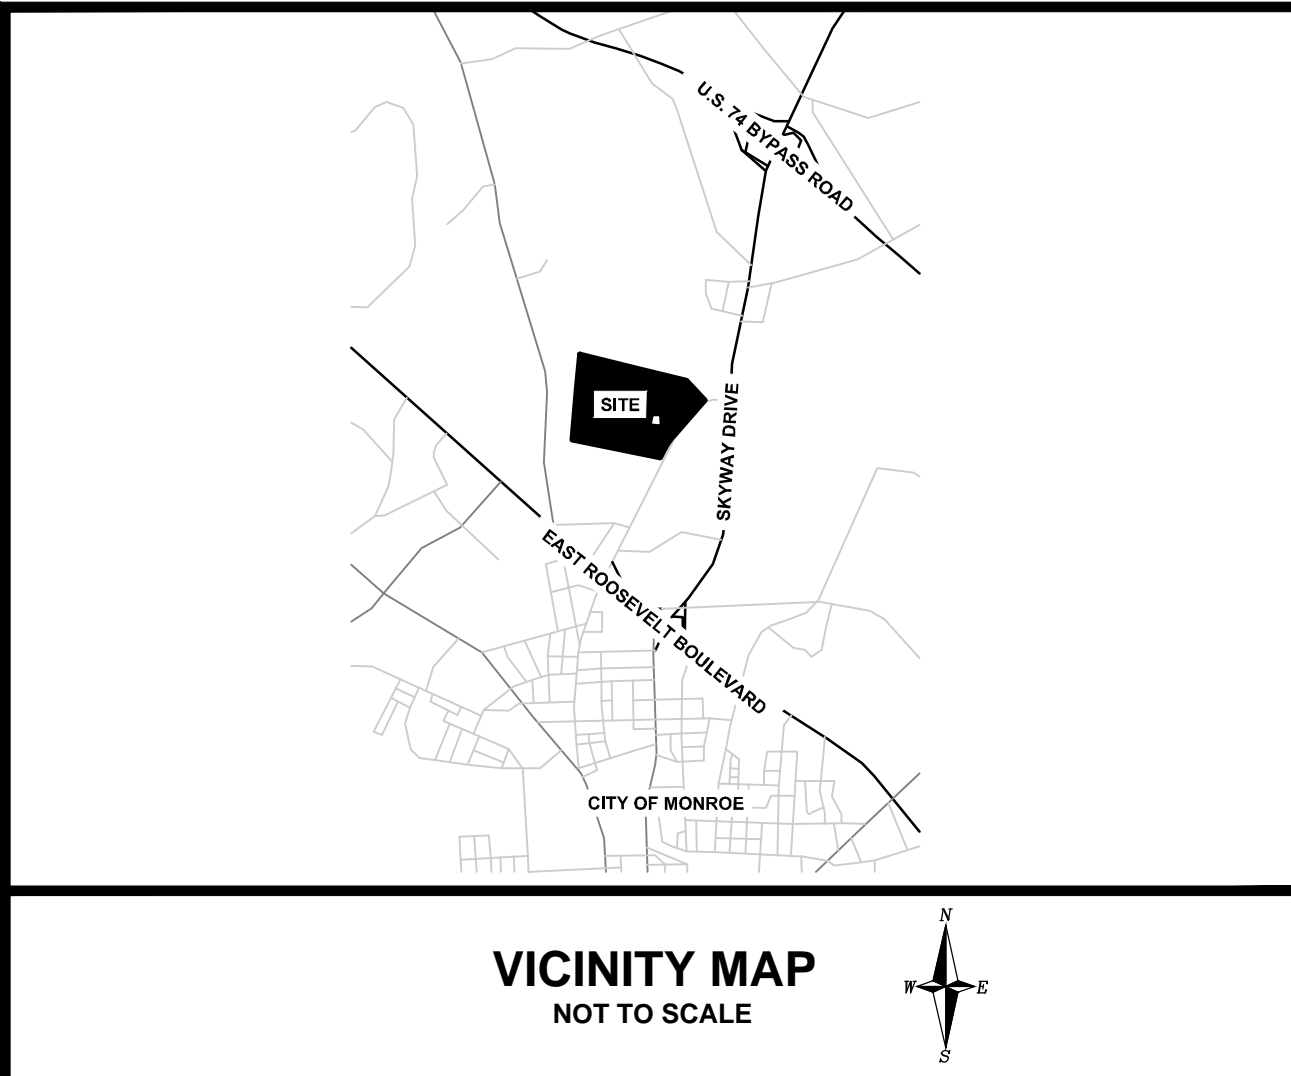 U.S. 74 BYPASS ROAD
SITE
SKYWAY DRIVE
EAST ROOSEVELT BOULEVARD
CITY OF MONROE
VICINITY MAP
NOT TO SCALE
N
W E
S